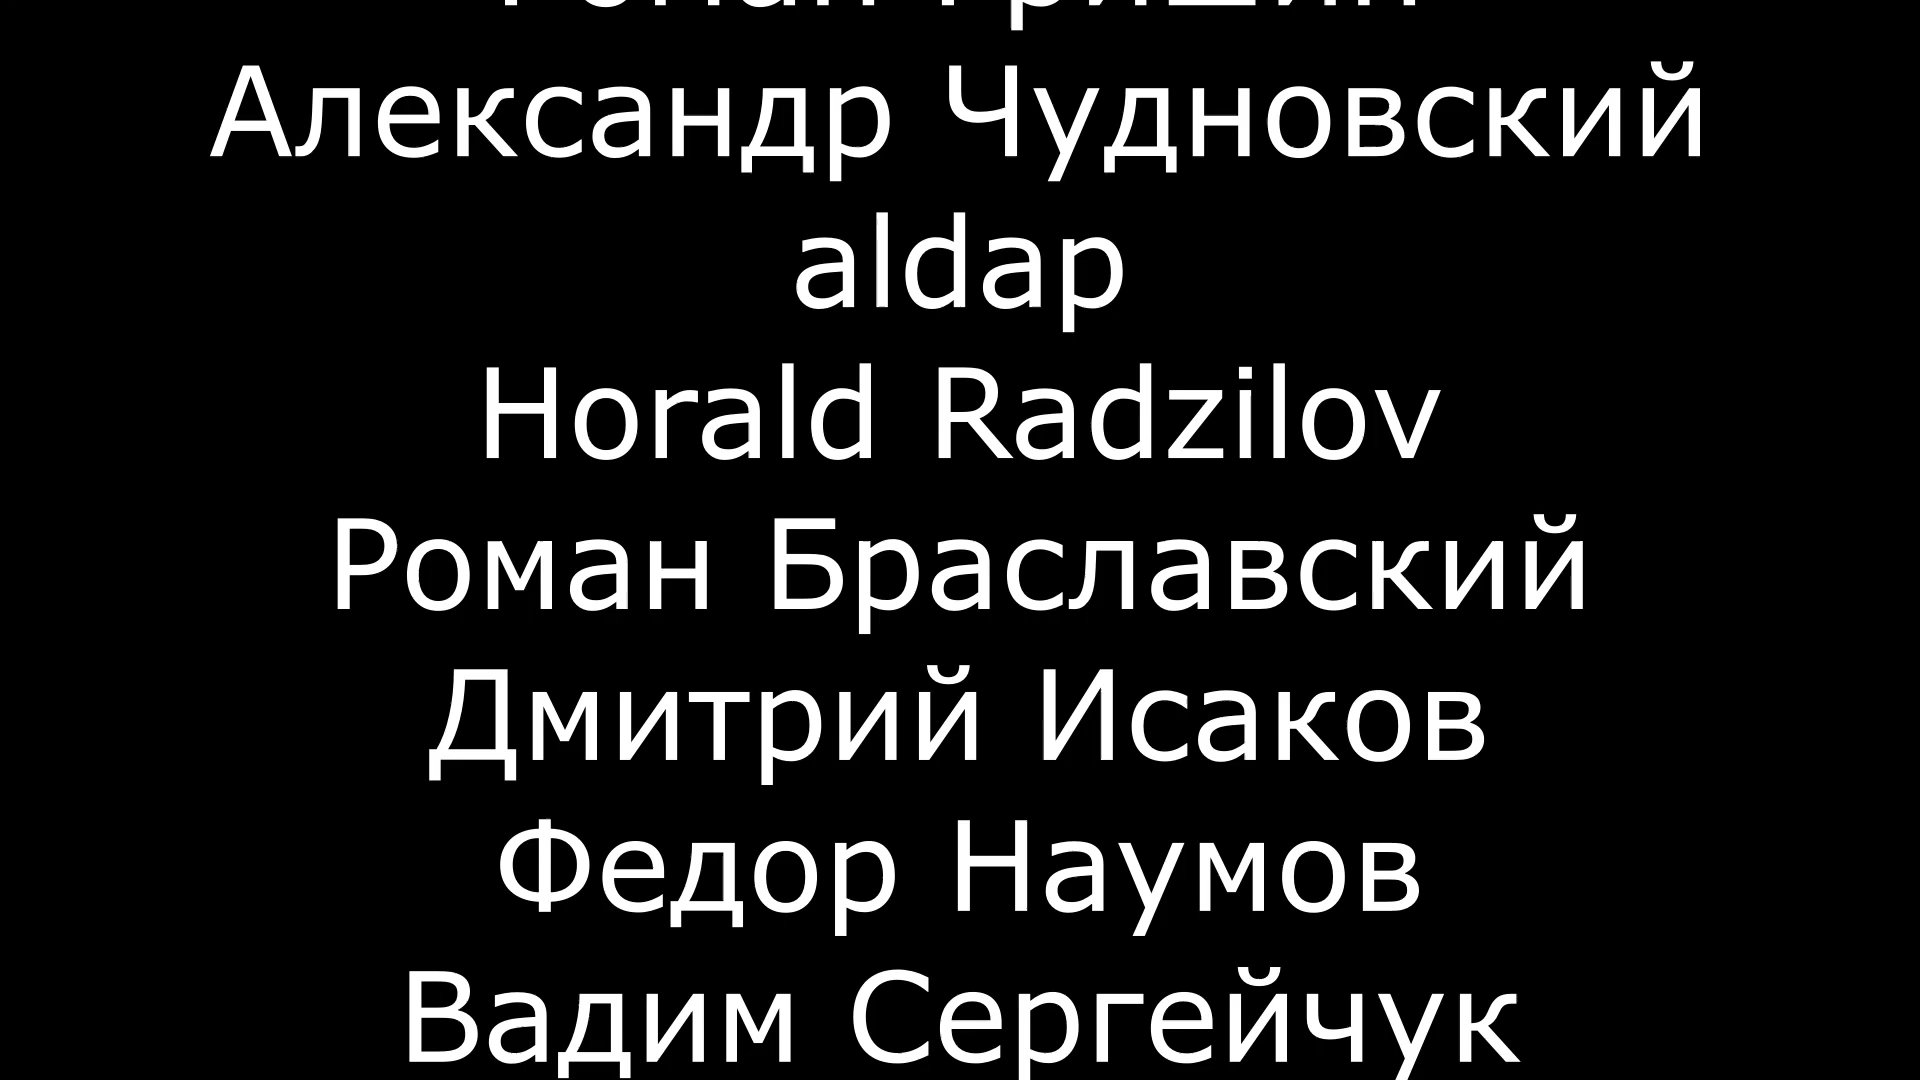 Александр Чудновский
aldap
Horald Radzilov
Роман Браславский
Дмитрий Исаков
Федор Наумов
Вадим Сергейчук